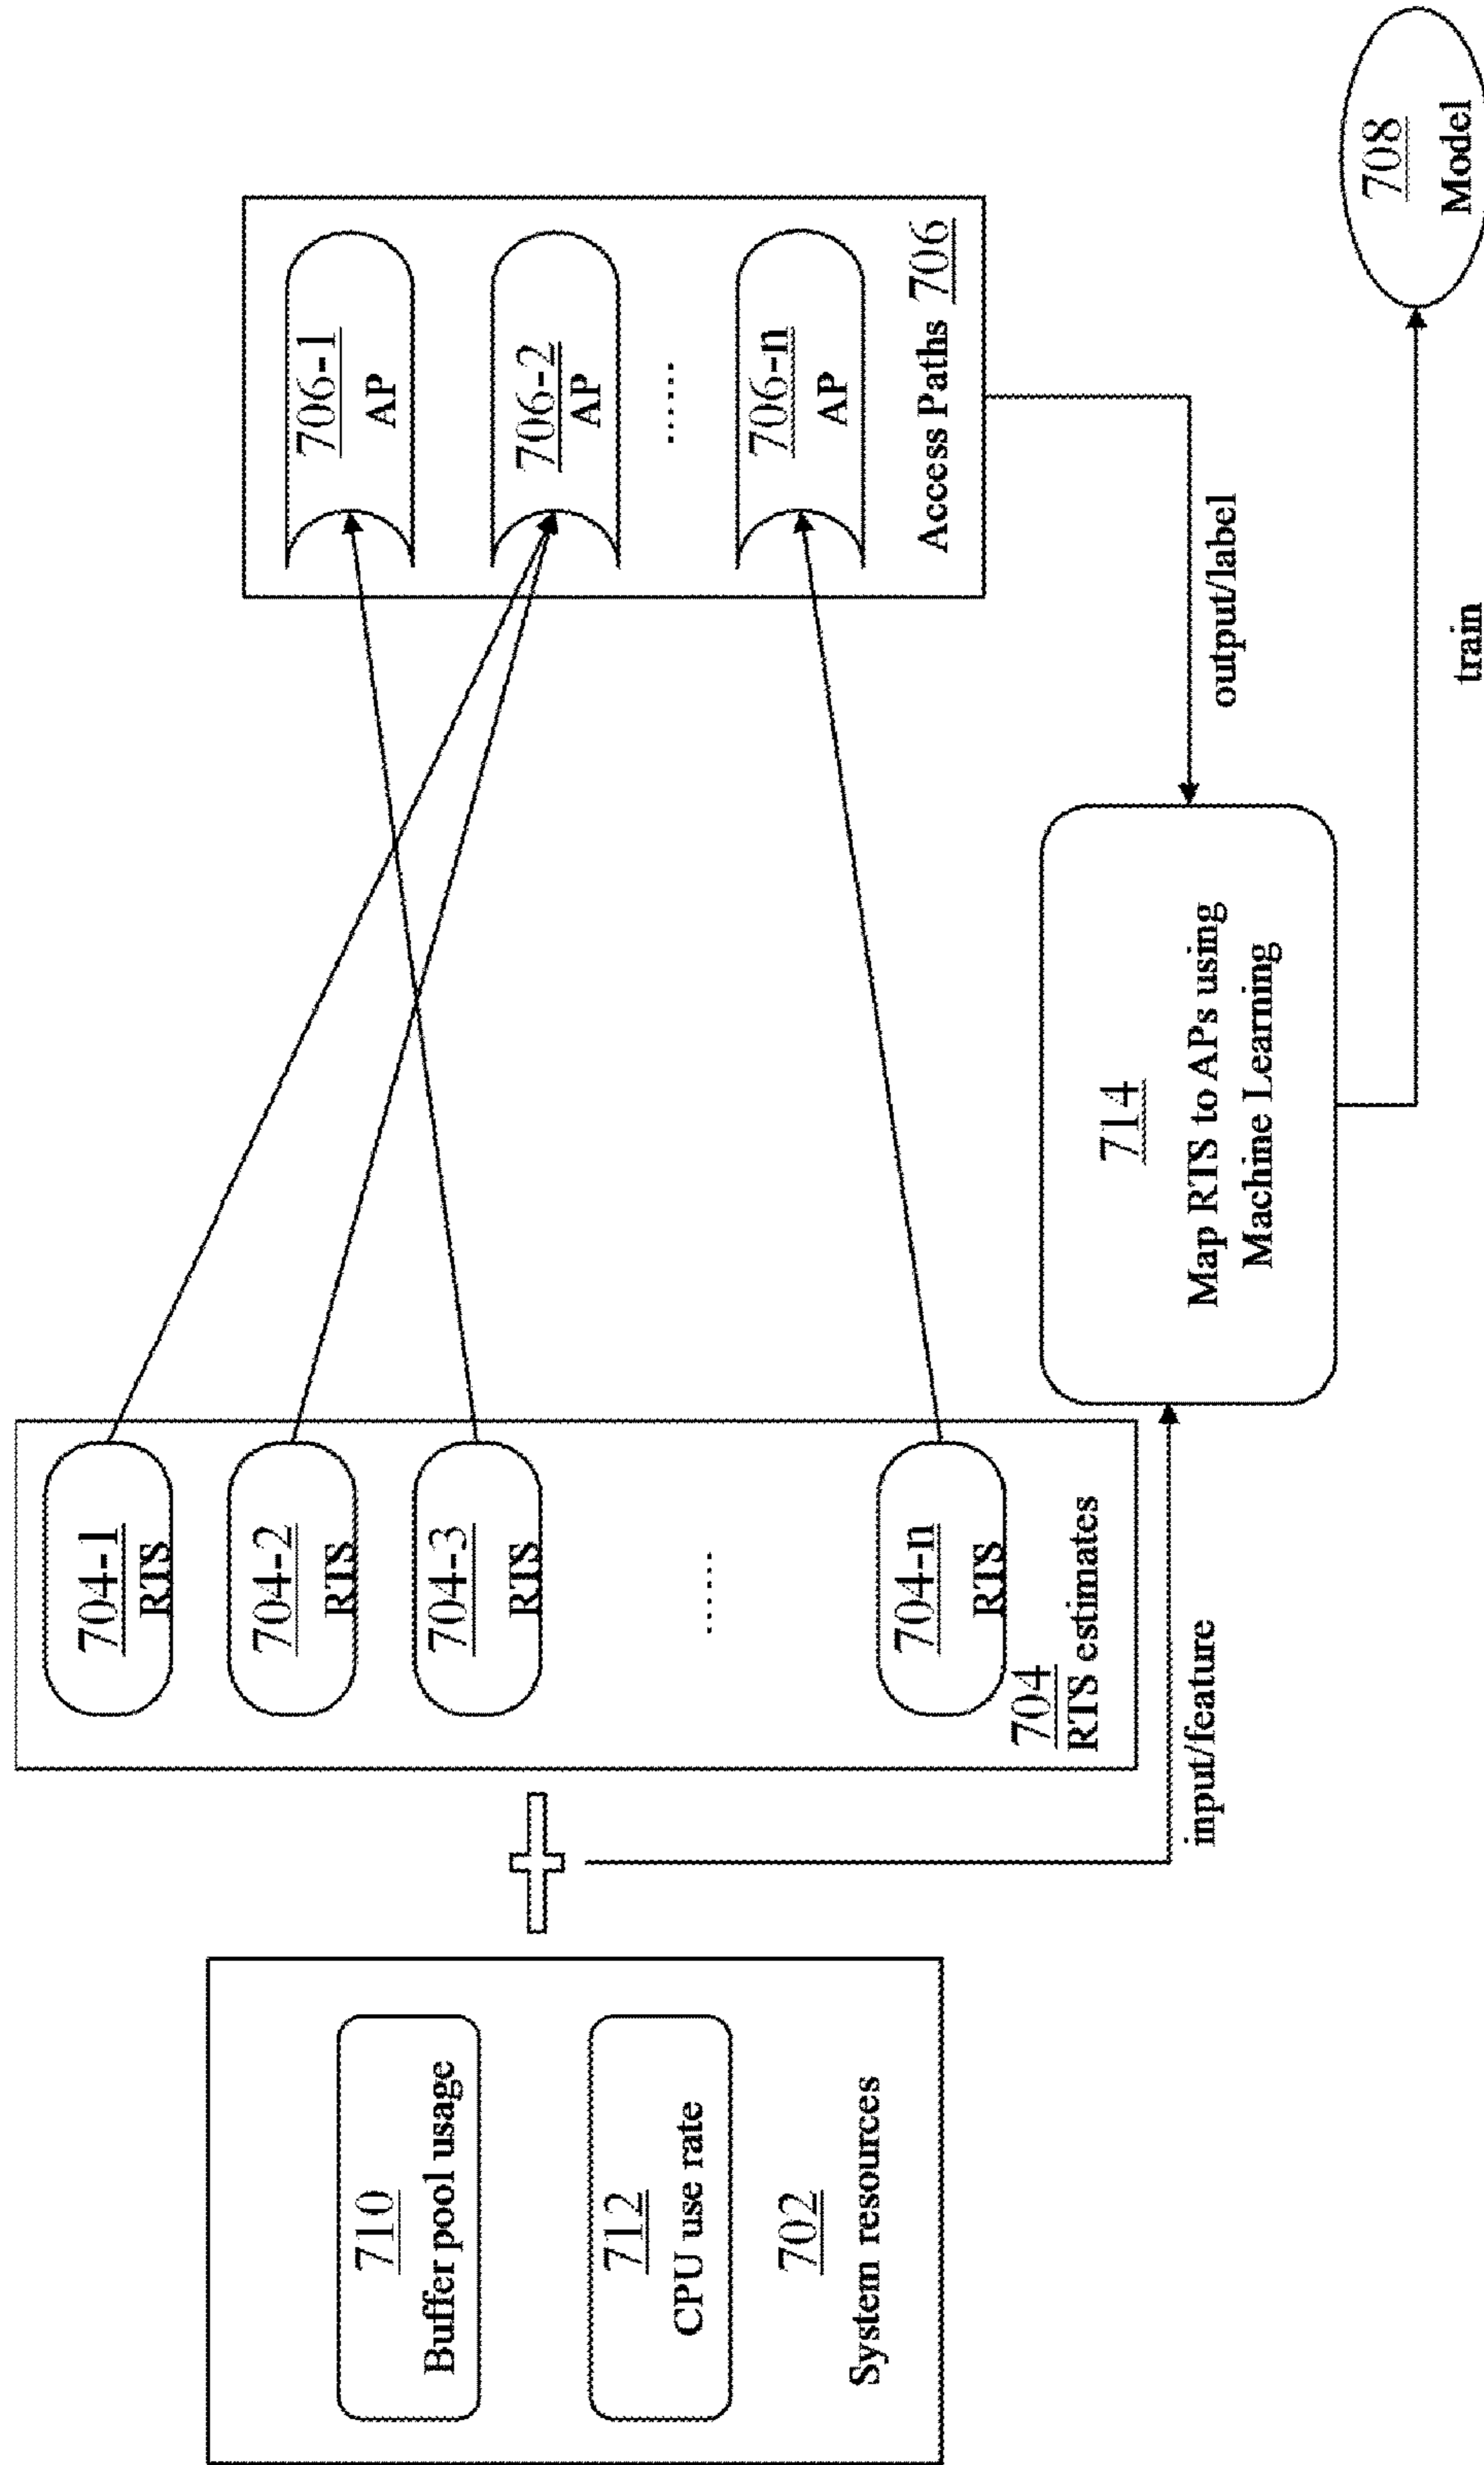 710
Buffer pool usage
712
CPU use rate
702
System resources
704-1
RTS
704-2
RTS
704-3
RTS
.....
704-n
RTS
704
RTS estimates
706-1
AP
706-2
AP
.....
706-n
AP
Access Paths 706
input/feature
714
Map RTS to APs using
Machine Learning
output/label
train
708
Model